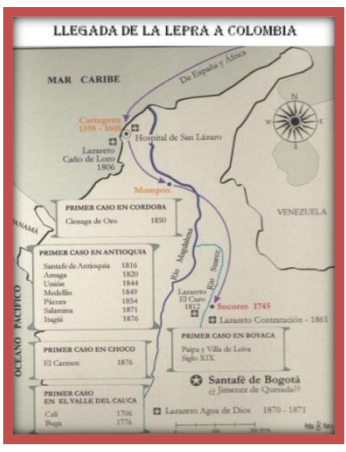 LLEGADA DE LA LEPRA A COLOMBIA
MAR CARIBE
De España y África
Cartagena
Hospital de San Lázaro
Lazareto
Caño de Loro
1806
Mompox
N
S
PANAMÁ
VENEZUELA
PRIMER CASO EN CORDOBA
Cienaga de Oro 1850
PRIMER CASO EN ANTIOQUIA
Santafe de Antioquia 1816
Amaga 1820
Unión 1844
Medellín 1849
Pácora 1854
Salamina 1871
Itagüí 1876
Río Magdalena
Río Suarez
Lazareto
El Curo
1812
Socorro 1745
Lazareto Contratación - 1861
PRIMER CASO EN BOYACA
Paipa y Villa de Leiva
Siglo XIX
OCEANO PACIFICO
PRIMER CASO EN CHOCO
El Carmen 1876
Santafé de Bogotá
¿¿ Jimenez de Quesada??
PRIMER CASO
EN EL VALLE DEL CAUCA
Cali 1706
Buga 1776
Lazareto Agua de Dios 1870 - 1871